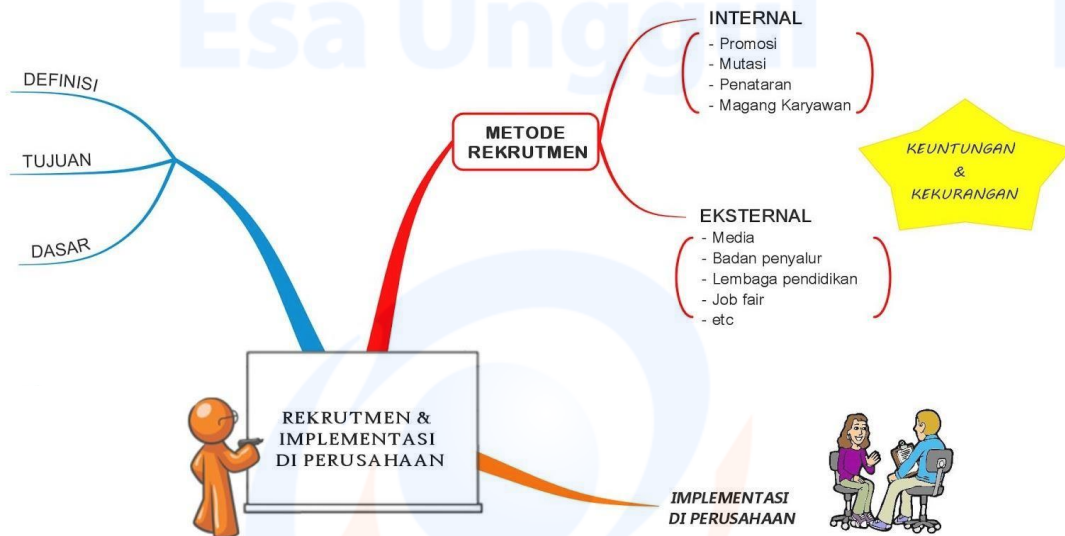 Esa Unggul
DEFINISI
TUJUAN
DASAR
METODE
REKRUTMEN
INTERNAL
- Promosi
- Mutasi
- Penataran
- Magang Karyawan
EKSTERNAL
- Media
- Badan penyalur
- Lembaga pendidikan
- Job fair
- etc
KEUNTUNGAN
&
KEKURANGAN
REKRUTMEN &
IMPLEMENTASI
DI PERUSAHAAN
IMPLEMENTASI
DI PERUSAHAAN